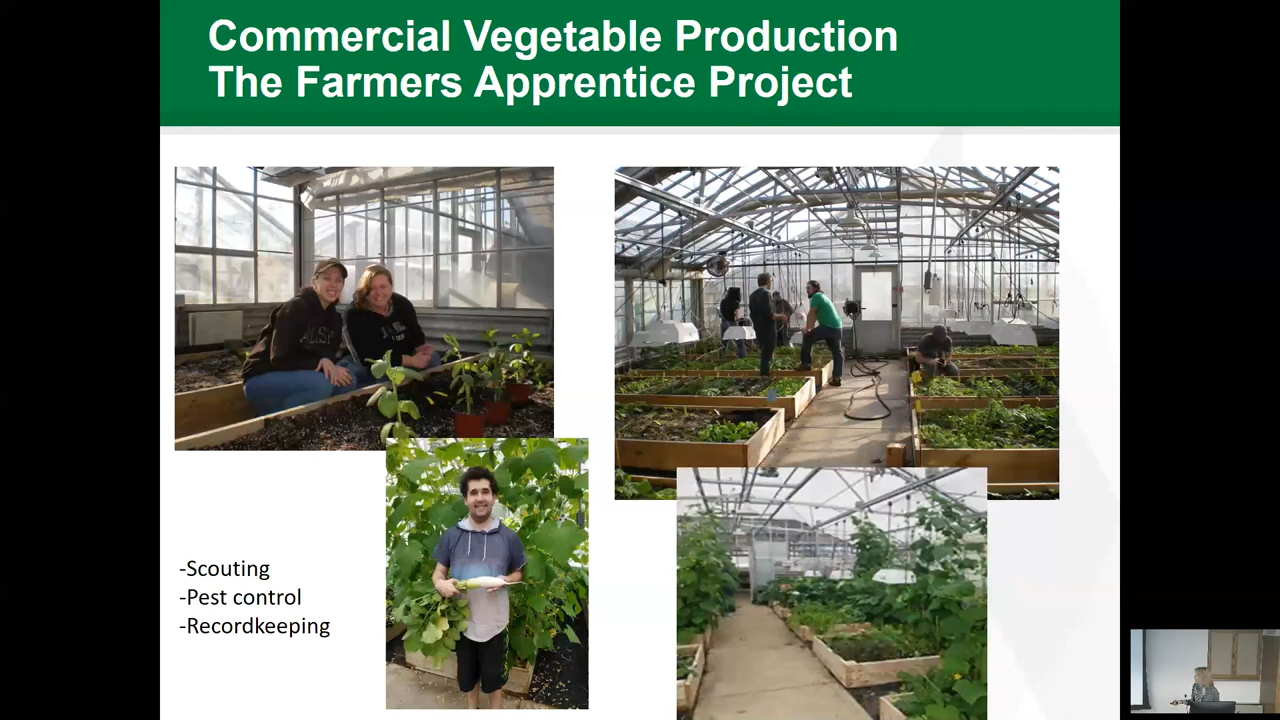 Commercial Vegetable Production
The Farmers Apprentice Project
-Scouting
-Pest control
-Recordkeeping